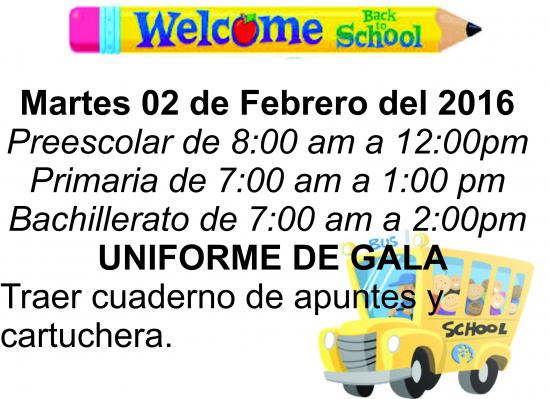 Welcome Back to School
Martes 02 de Febrero del 2016
Preescolar de 8:00 am a 12:00pm
Primaria de 7:00 am a 1:00 pm
Bachillerato de 7:00 am a 2:00pm
UNIFORME DE GALA
BUS
Traer cuaderno de apuntes y
cartuchera.
SCHOOL